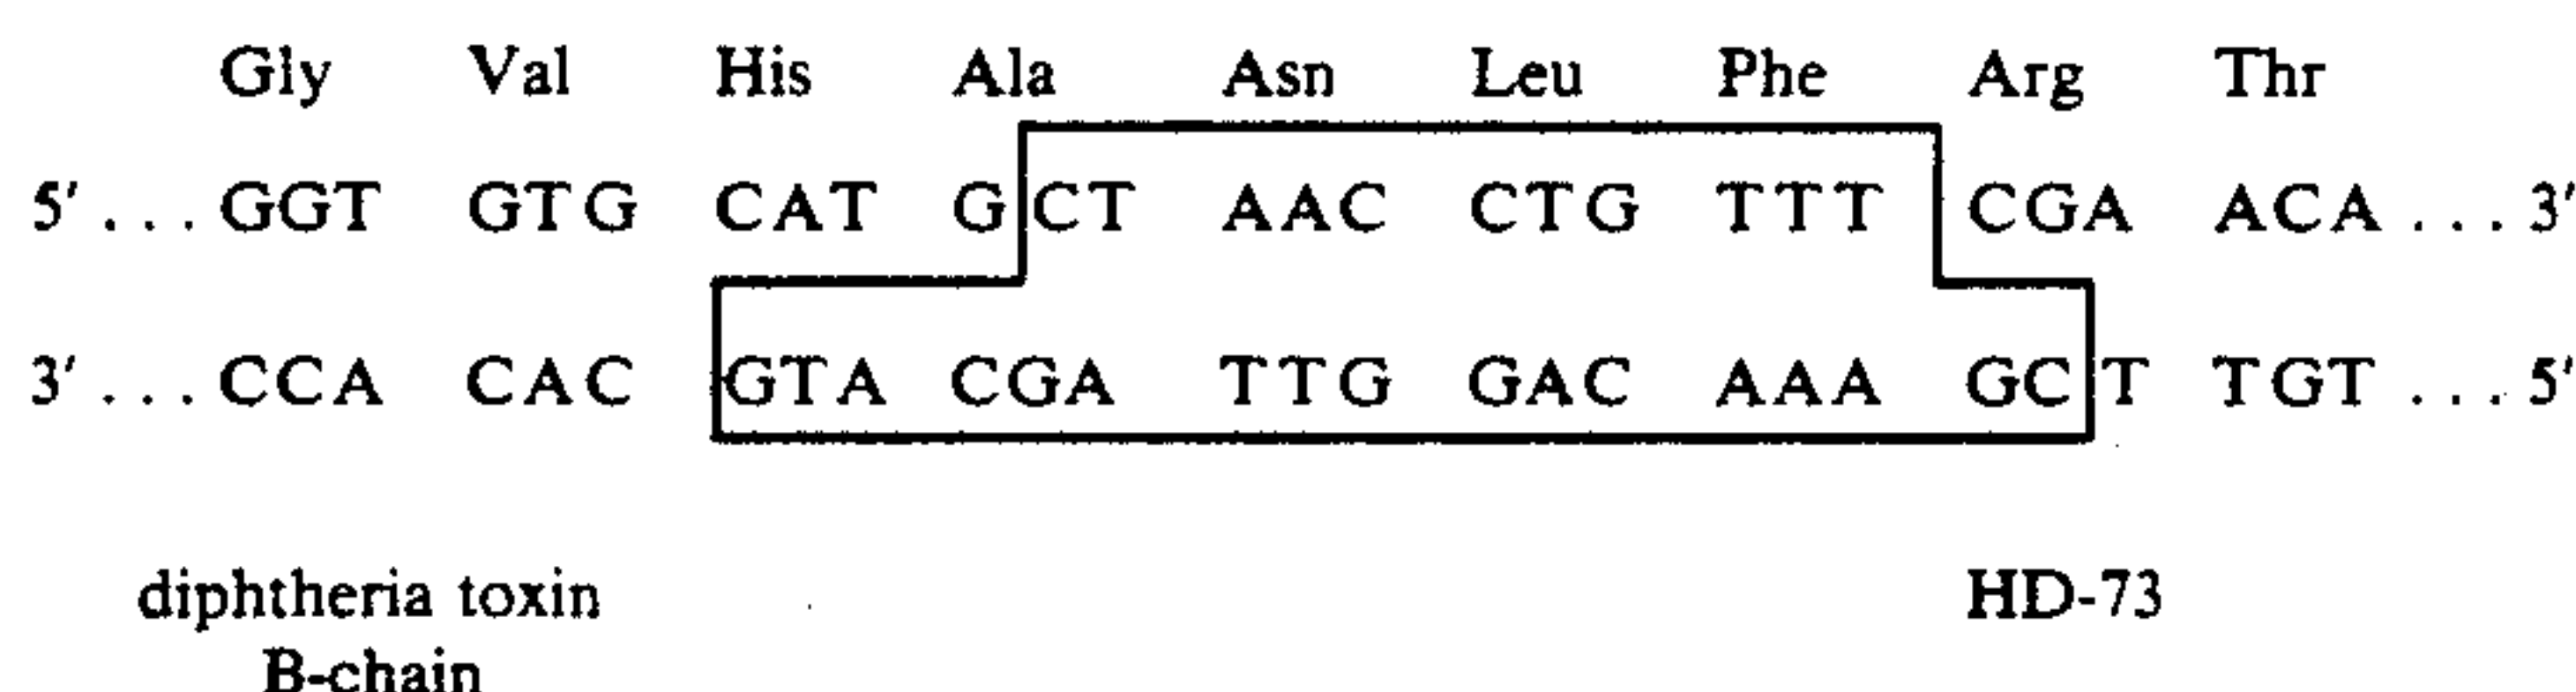 Gly Val His Ala Asn Leu Phe Arg Thr
5' ... GGT GTG CAT GCT AAC CTG TTT CGA ACA ... 3'
3' ... CCA CAC GTA CGA TTG GAC AAA GCT TGT ... 5'
diphtheria toxin HD-73
B-chain